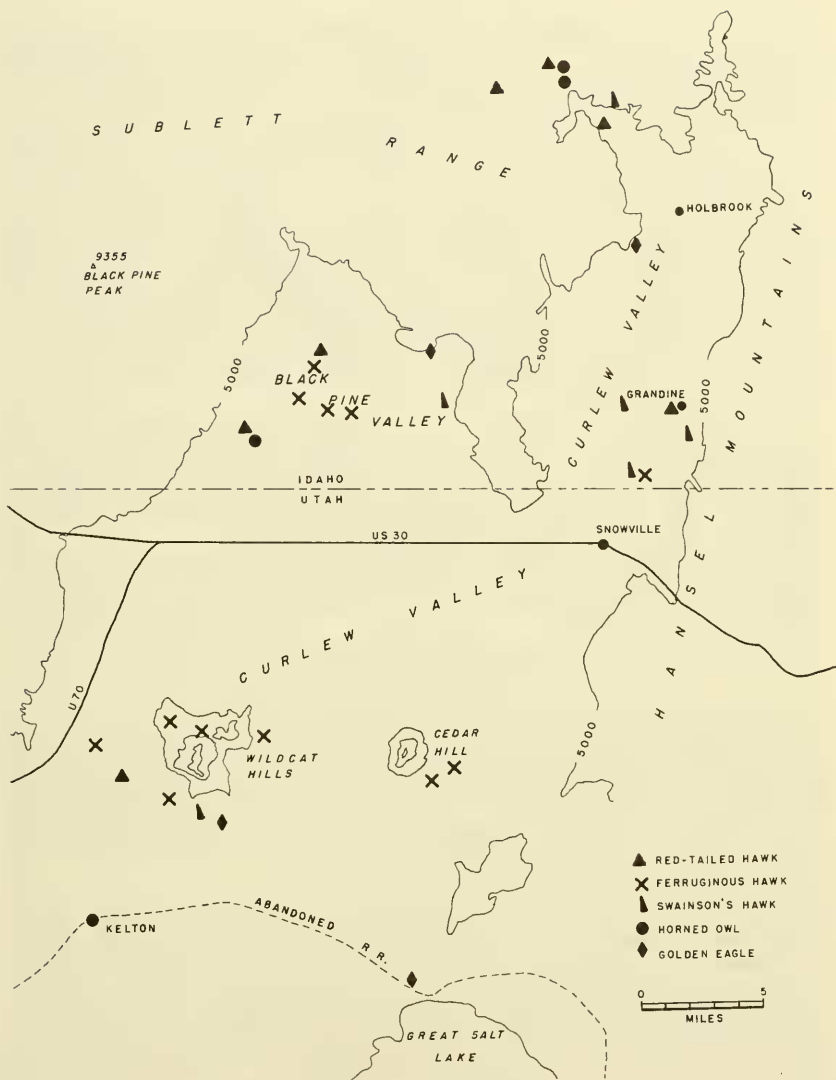 SUBLETT
RANGE
HOLBROOK
9355
BLACK PINE
PEAK
CURLEW VALLEY
HANSEL MOUNTAINS
5000
5000
5000
BLACK
PINE
VALLEY
GRANDINE
IDAHO
UTAH
US 30
SNOWVILLE
CURLEW VALLEY
U 70
WILDCAT
HILLS
CEDAR
HILL
5000
RED-TAILED HAWK
FERRUGINOUS HAWK
SWAINSON'S HAWK
HORNED OWL
GOLDEN EAGLE
KELTON
ABANDONED R.R.
0 5
MILES
GREAT SALT
LAKE